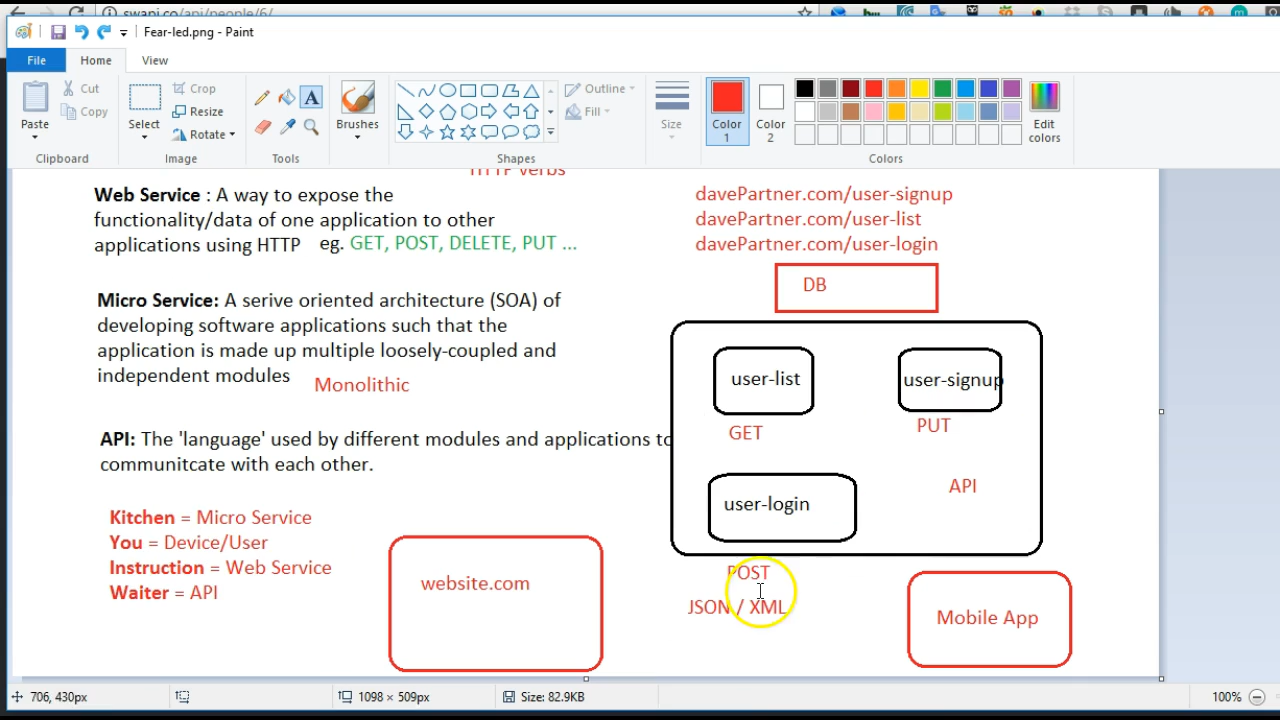 swapi.co/api/people/6/
Fear-led.png - Paint
File Home View
Paste Cut Copy
Select Crop Resize Rotate
Brushes
Outline Fill
Size Color 1 Color 2 Edit colors
Clipboard Image Tools Shapes Colors
HTTP verbs
Web Service : A way to expose the
functionality/data of one application to other
applications using HTTP eg. GET, POST, DELETE, PUT ...
davePartner.com/user-signup
davePartner.com/user-list
davePartner.com/user-login
DB
Micro Service: A serive oriented architecture (SOA) of
developing software applications such that the
application is made up multiple loosely-coupled and
independent modules
Monolithic
user-list
user-signup
GET
PUT
API: The 'language' used by different modules and applications to
communitcate with each other.
API
user-login
Kitchen = Micro Service
You = Device/User
Instruction = Web Service
Waiter = API
website.com
POST
JSON / XML
Mobile App
706, 430px 1098 × 509px Size: 82.9KB 100%